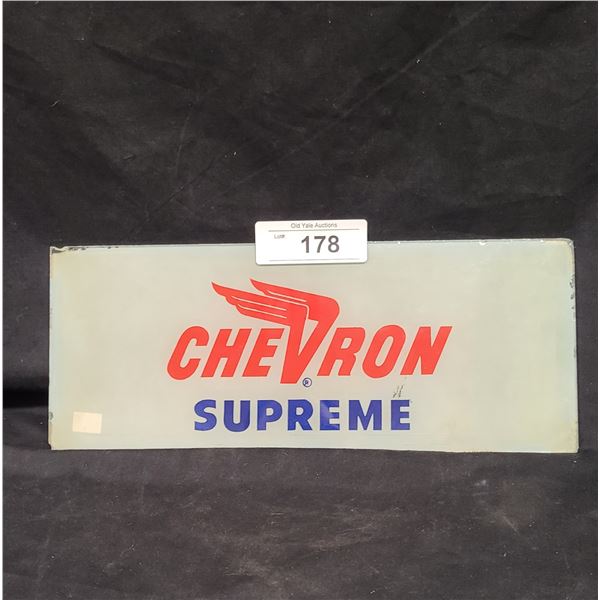 Old Yale Auctions
Lot# 178
CHEVRON
®
SUPREME